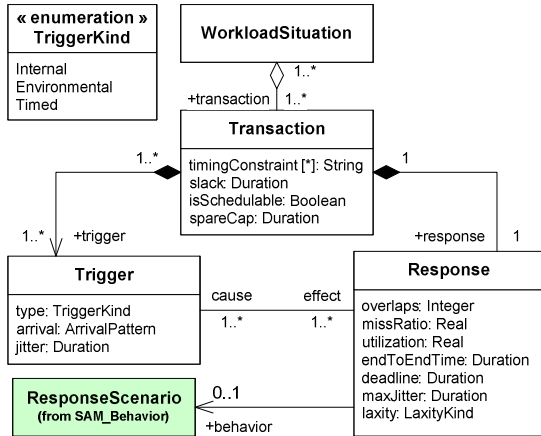 « enumeration »
TriggerKind
Internal
Environmental
Timed
WorkloadSituation
1..*
+transaction
1..*
Transaction
timingConstraint [*]: String
slack: Duration
isSchedulable: Boolean
spareCap: Duration
1..*
1
1..*
+trigger
+response
1
Trigger
type: TriggerKind
arrival: ArrivalPattern
jitter: Duration
cause
effect
1..*
1..*
Response
overlaps: Integer
missRatio: Real
utilization: Real
endToEndTime: Duration
deadline: Duration
maxJitter: Duration
laxity: LaxityKind
ResponseScenario
(from SAM_Behavior)
0..1
+behavior